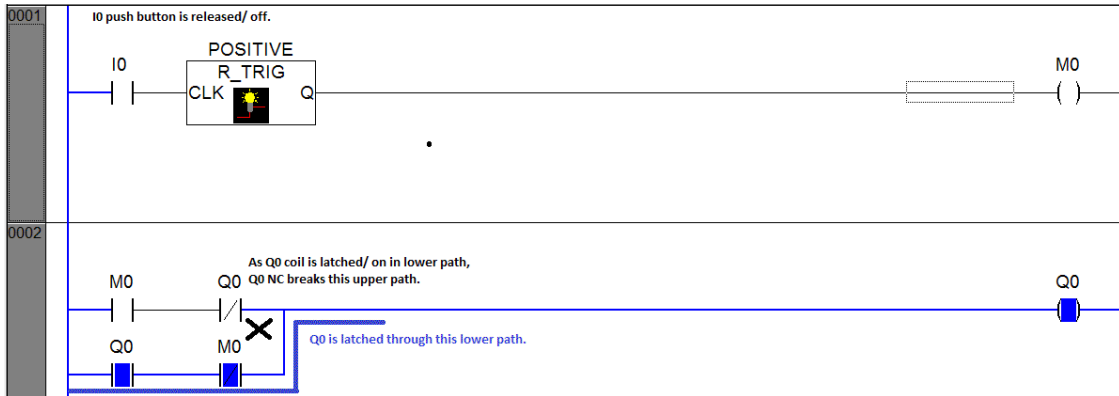 0001
I0 push button is released/ off.
POSITIVE
I0
R_TRIG
M0
CLK
Q
0002
As Q0 coil is latched/ on in lower path,
Q0 NC breaks this upper path.
M0
Q0
Q0
Q0 is latched through this lower path.
Q0
M0